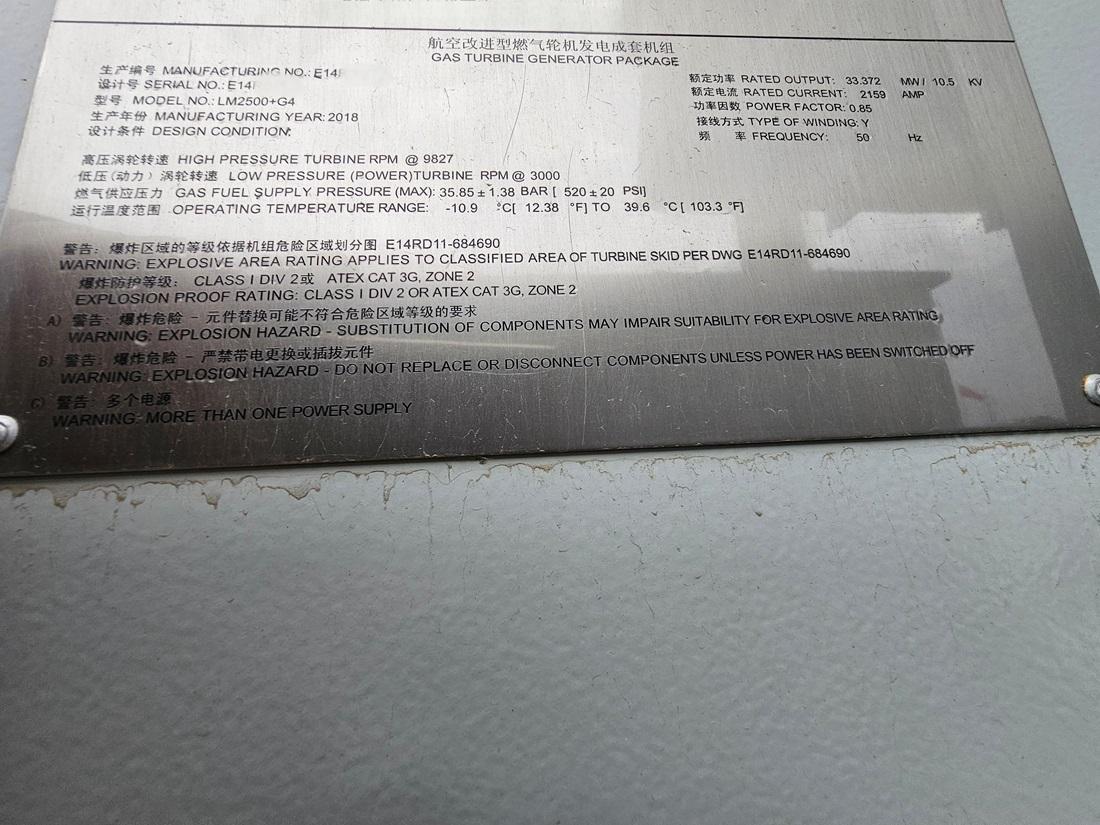 航空改进型燃气轮机发电成套机组
GAS TURBINE GENERATOR PACKAGE
生产编号 MANUFACTURING NO.: E14
设计号 SERIAL NO.: E14
型号 MODEL NO.: LM2500+G4
生产年份 MANUFACTURING YEAR: 2018
设计条件 DESIGN CONDITION:
额定功率 RATED OUTPUT: 33.372 MW/ 10.5 KV
额定电流 RATED CURRENT: 2159 AMP
功率因数 POWER FACTOR: 0.85
接线方式 TYPE OF WINDING: Y
频 率 FREQUENCY: 50 Hz
高压涡轮转速 HIGH PRESSURE TURBINE RPM @ 9827
低压(动力) 涡轮转速 LOW PRESSURE (POWER)TURBINE RPM @ 3000
燃气供应压力 GAS FUEL SUPPLY PRESSURE (MAX): 35.85 ± 1.38 BAR [ 520 ± 20 PSI]
运行温度范围 OPERATING TEMPERATURE RANGE: -10.9 °C[ 12.38 °F] TO 39.6 °C [ 103.3 °F]
警告: 爆炸区域的等级依据机组危险区域划分图 E14RD11-684690
WARNING: EXPLOSIVE AREA RATING APPLIES TO CLASSIFIED AREA OF TURBINE SKID PER DWG E14RD11-684690
爆炸防护等级: CLASS I DIV 2 或 ATEX CAT 3G, ZONE 2
EXPLOSION PROOF RATING: CLASS I DIV 2 OR ATEX CAT 3G, ZONE 2
A) 警告: 爆炸危险 - 元件替换可能不符合危险区域等级的要求
WARNING: EXPLOSION HAZARD - SUBSTITUTION OF COMPONENTS MAY IMPAIR SUITABILITY FOR EXPLOSIVE AREA RATING
B) 警告: 爆炸危险 - 严禁带电更换或插拔元件
WARNING: EXPLOSION HAZARD - DO NOT REPLACE OR DISCONNECT COMPONENTS UNLESS POWER HAS BEEN SWITCHED OFF
C) 警告: 多个电源
WARNING: MORE THAN ONE POWER SUPPLY